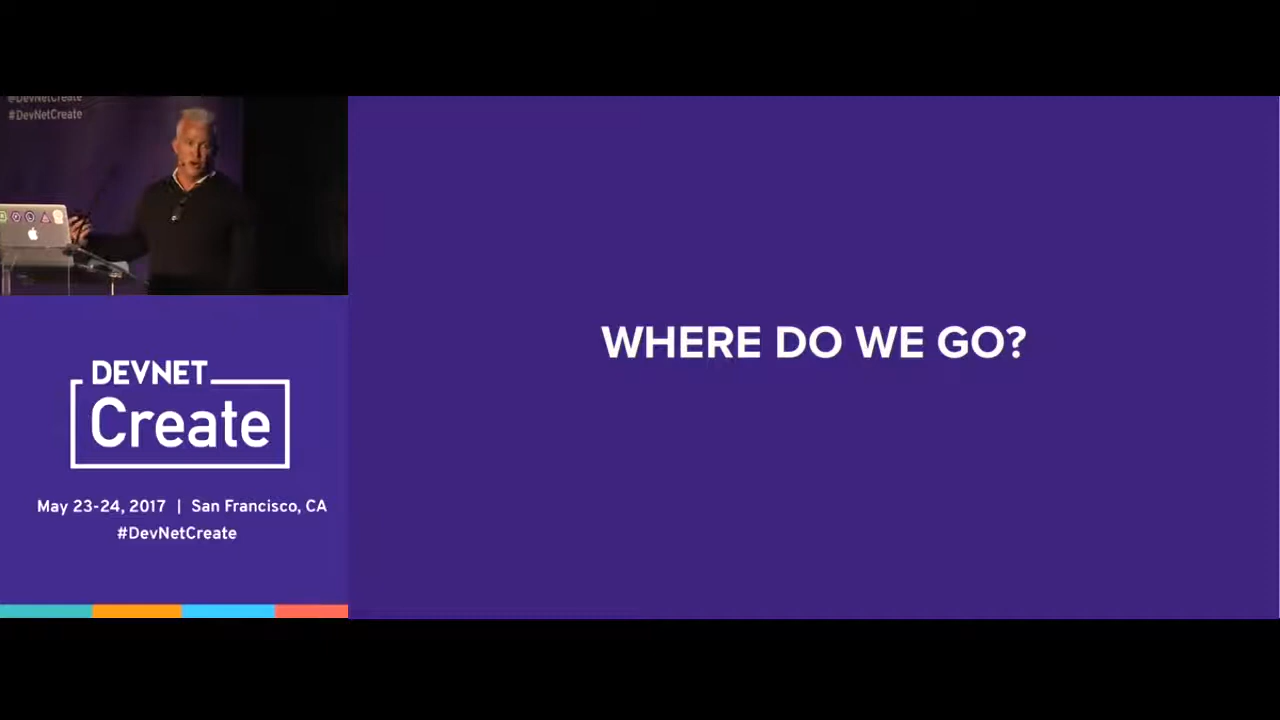 @DevNetCreate
#DevNetCreate
WHERE DO WE GO?
DEVNET
Create
May 23-24, 2017 | San Francisco, CA
#DevNetCreate